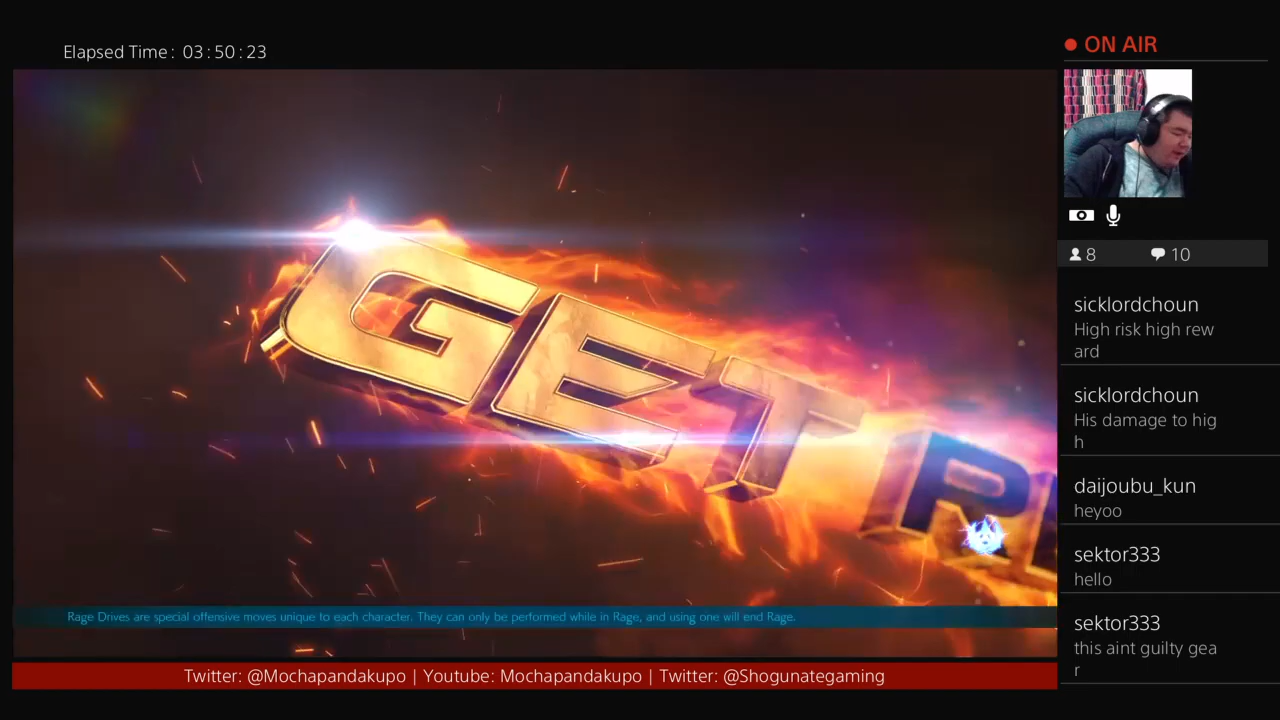 Elapsed Time: 03:50:23
ON AIR
8 10
GET
sicklordchoun
High risk high rew
ard
sicklordchoun
His damage to hig
h
daijoubu_kun
heyoo
sektor333
hello
sektor333
this aint guilty gea
r
Rage Drives are special offensive moves unique to each character. They can only be performed while in Rage, and using one will end Rage.
Twitter: @Mochapandakupo | Youtube: Mochapandakupo | Twitter: @Shogunategaming